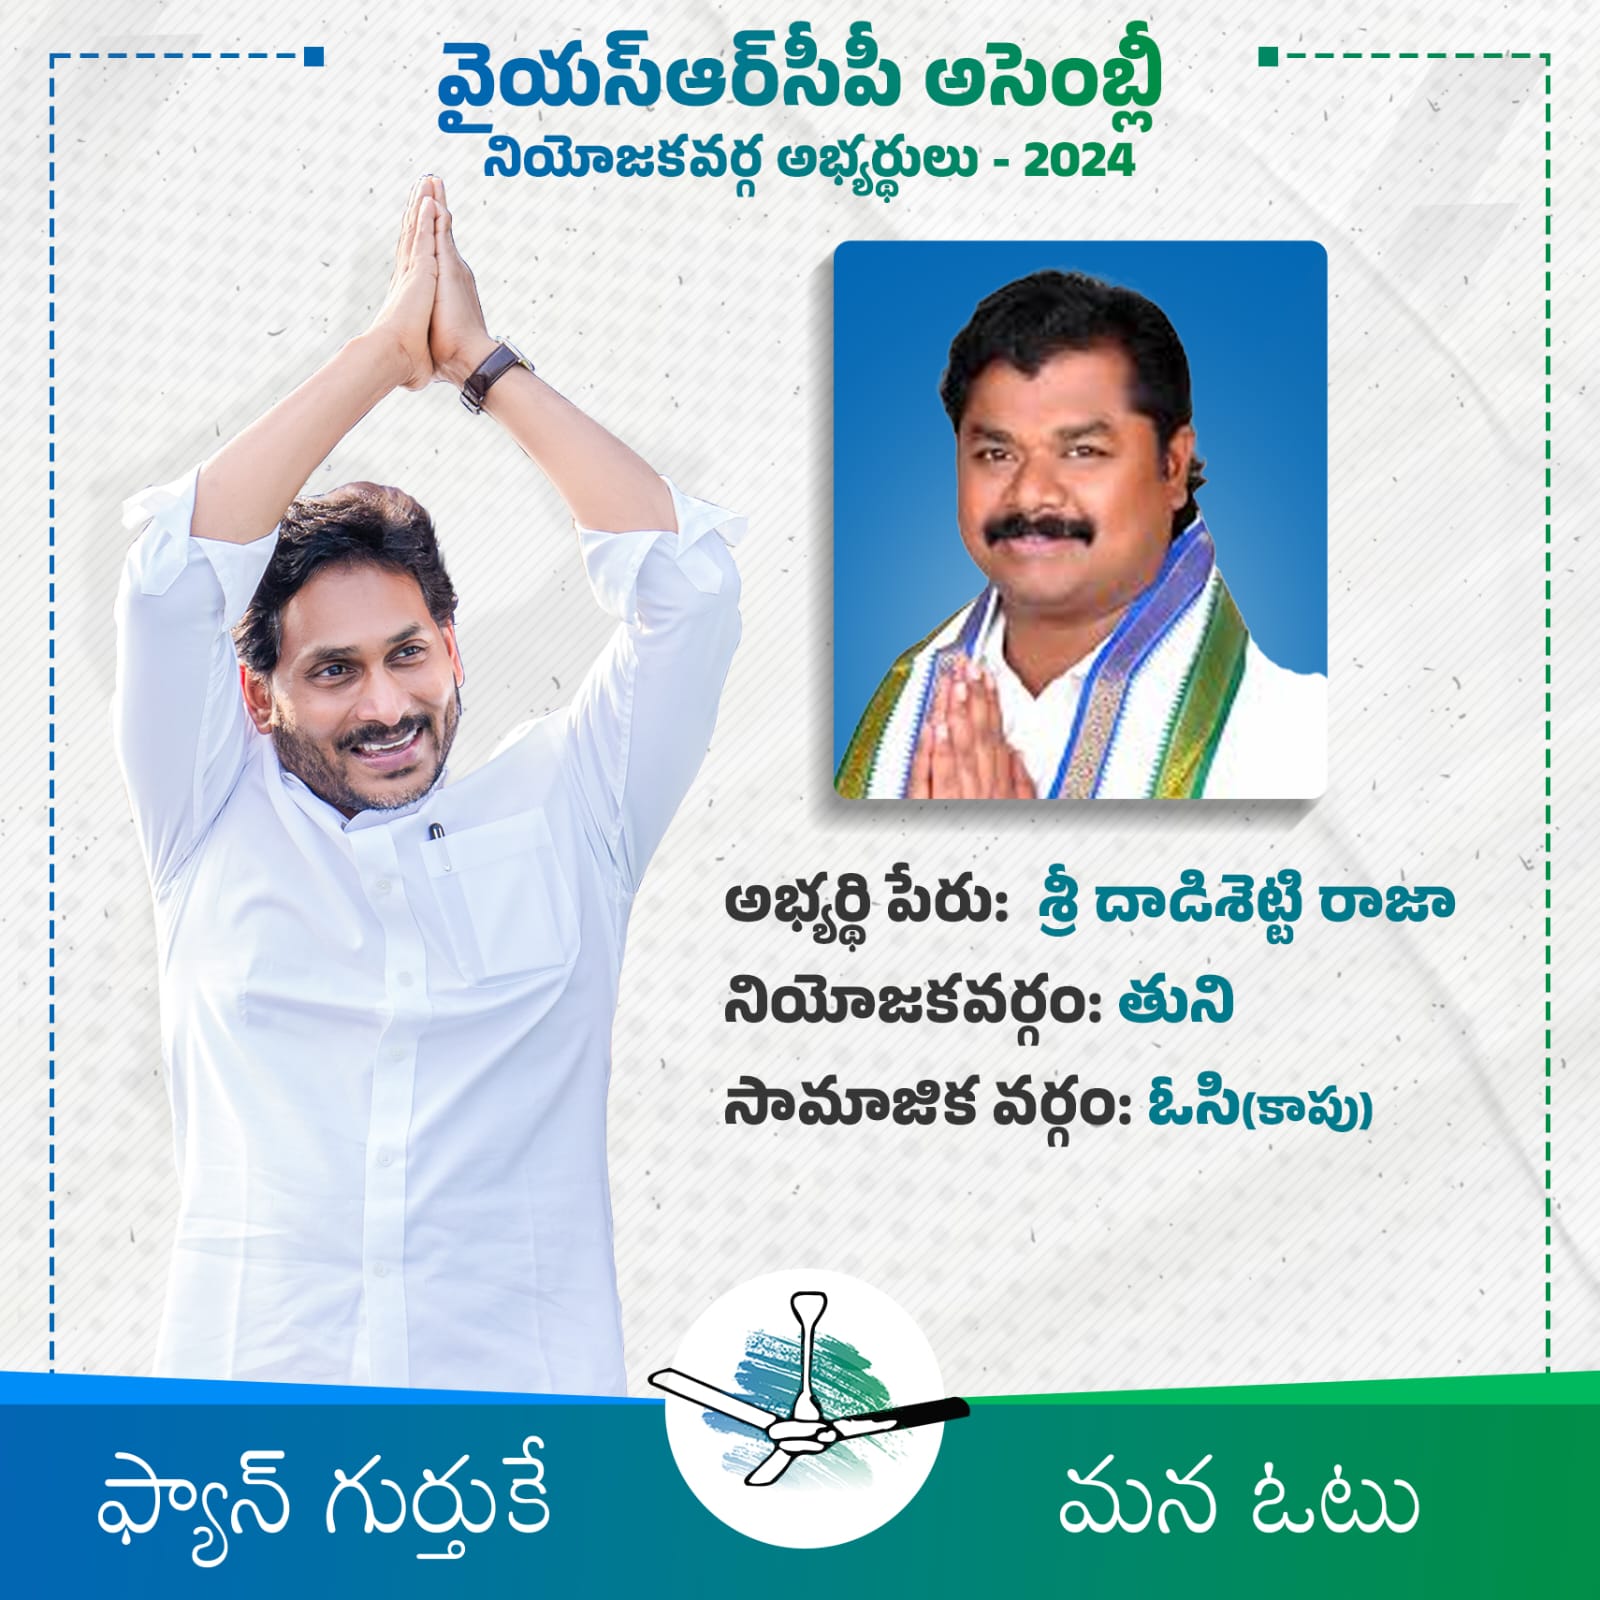 వైయస్ఆర్‌సీపీ అసెంబ్లీ
నియోజకవర్గ అభ్యర్థులు - 2024
అభ్యర్థి పేరు: శ్రీ దాడిశెట్టి రాజా
నియోజకవర్గం: తుని
సామాజిక వర్గం: ఓసి(కాపు)
ఫ్యాన్ గుర్తుకే మన ఓటు